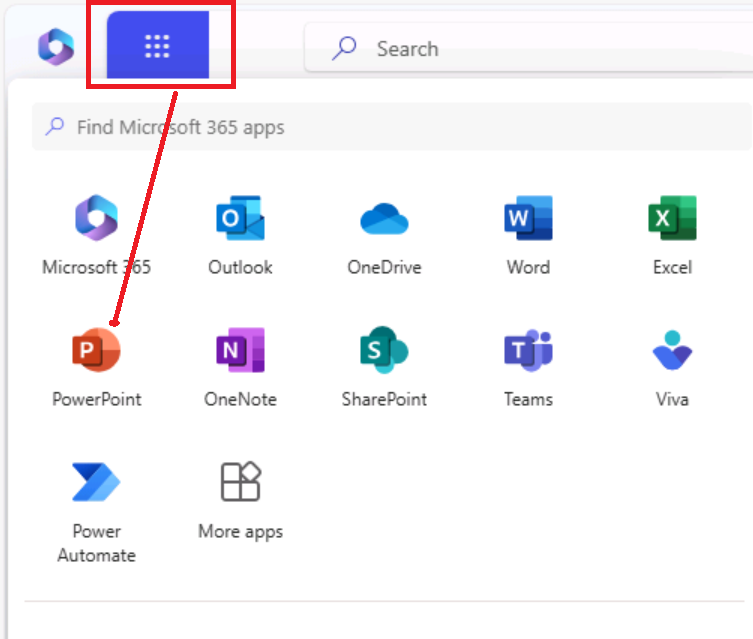 Search
Find Microsoft 365 apps
Microsoft 365
Outlook
OneDrive
Word
Excel
PowerPoint
OneNote
SharePoint
Teams
Viva
Power
Automate
More apps